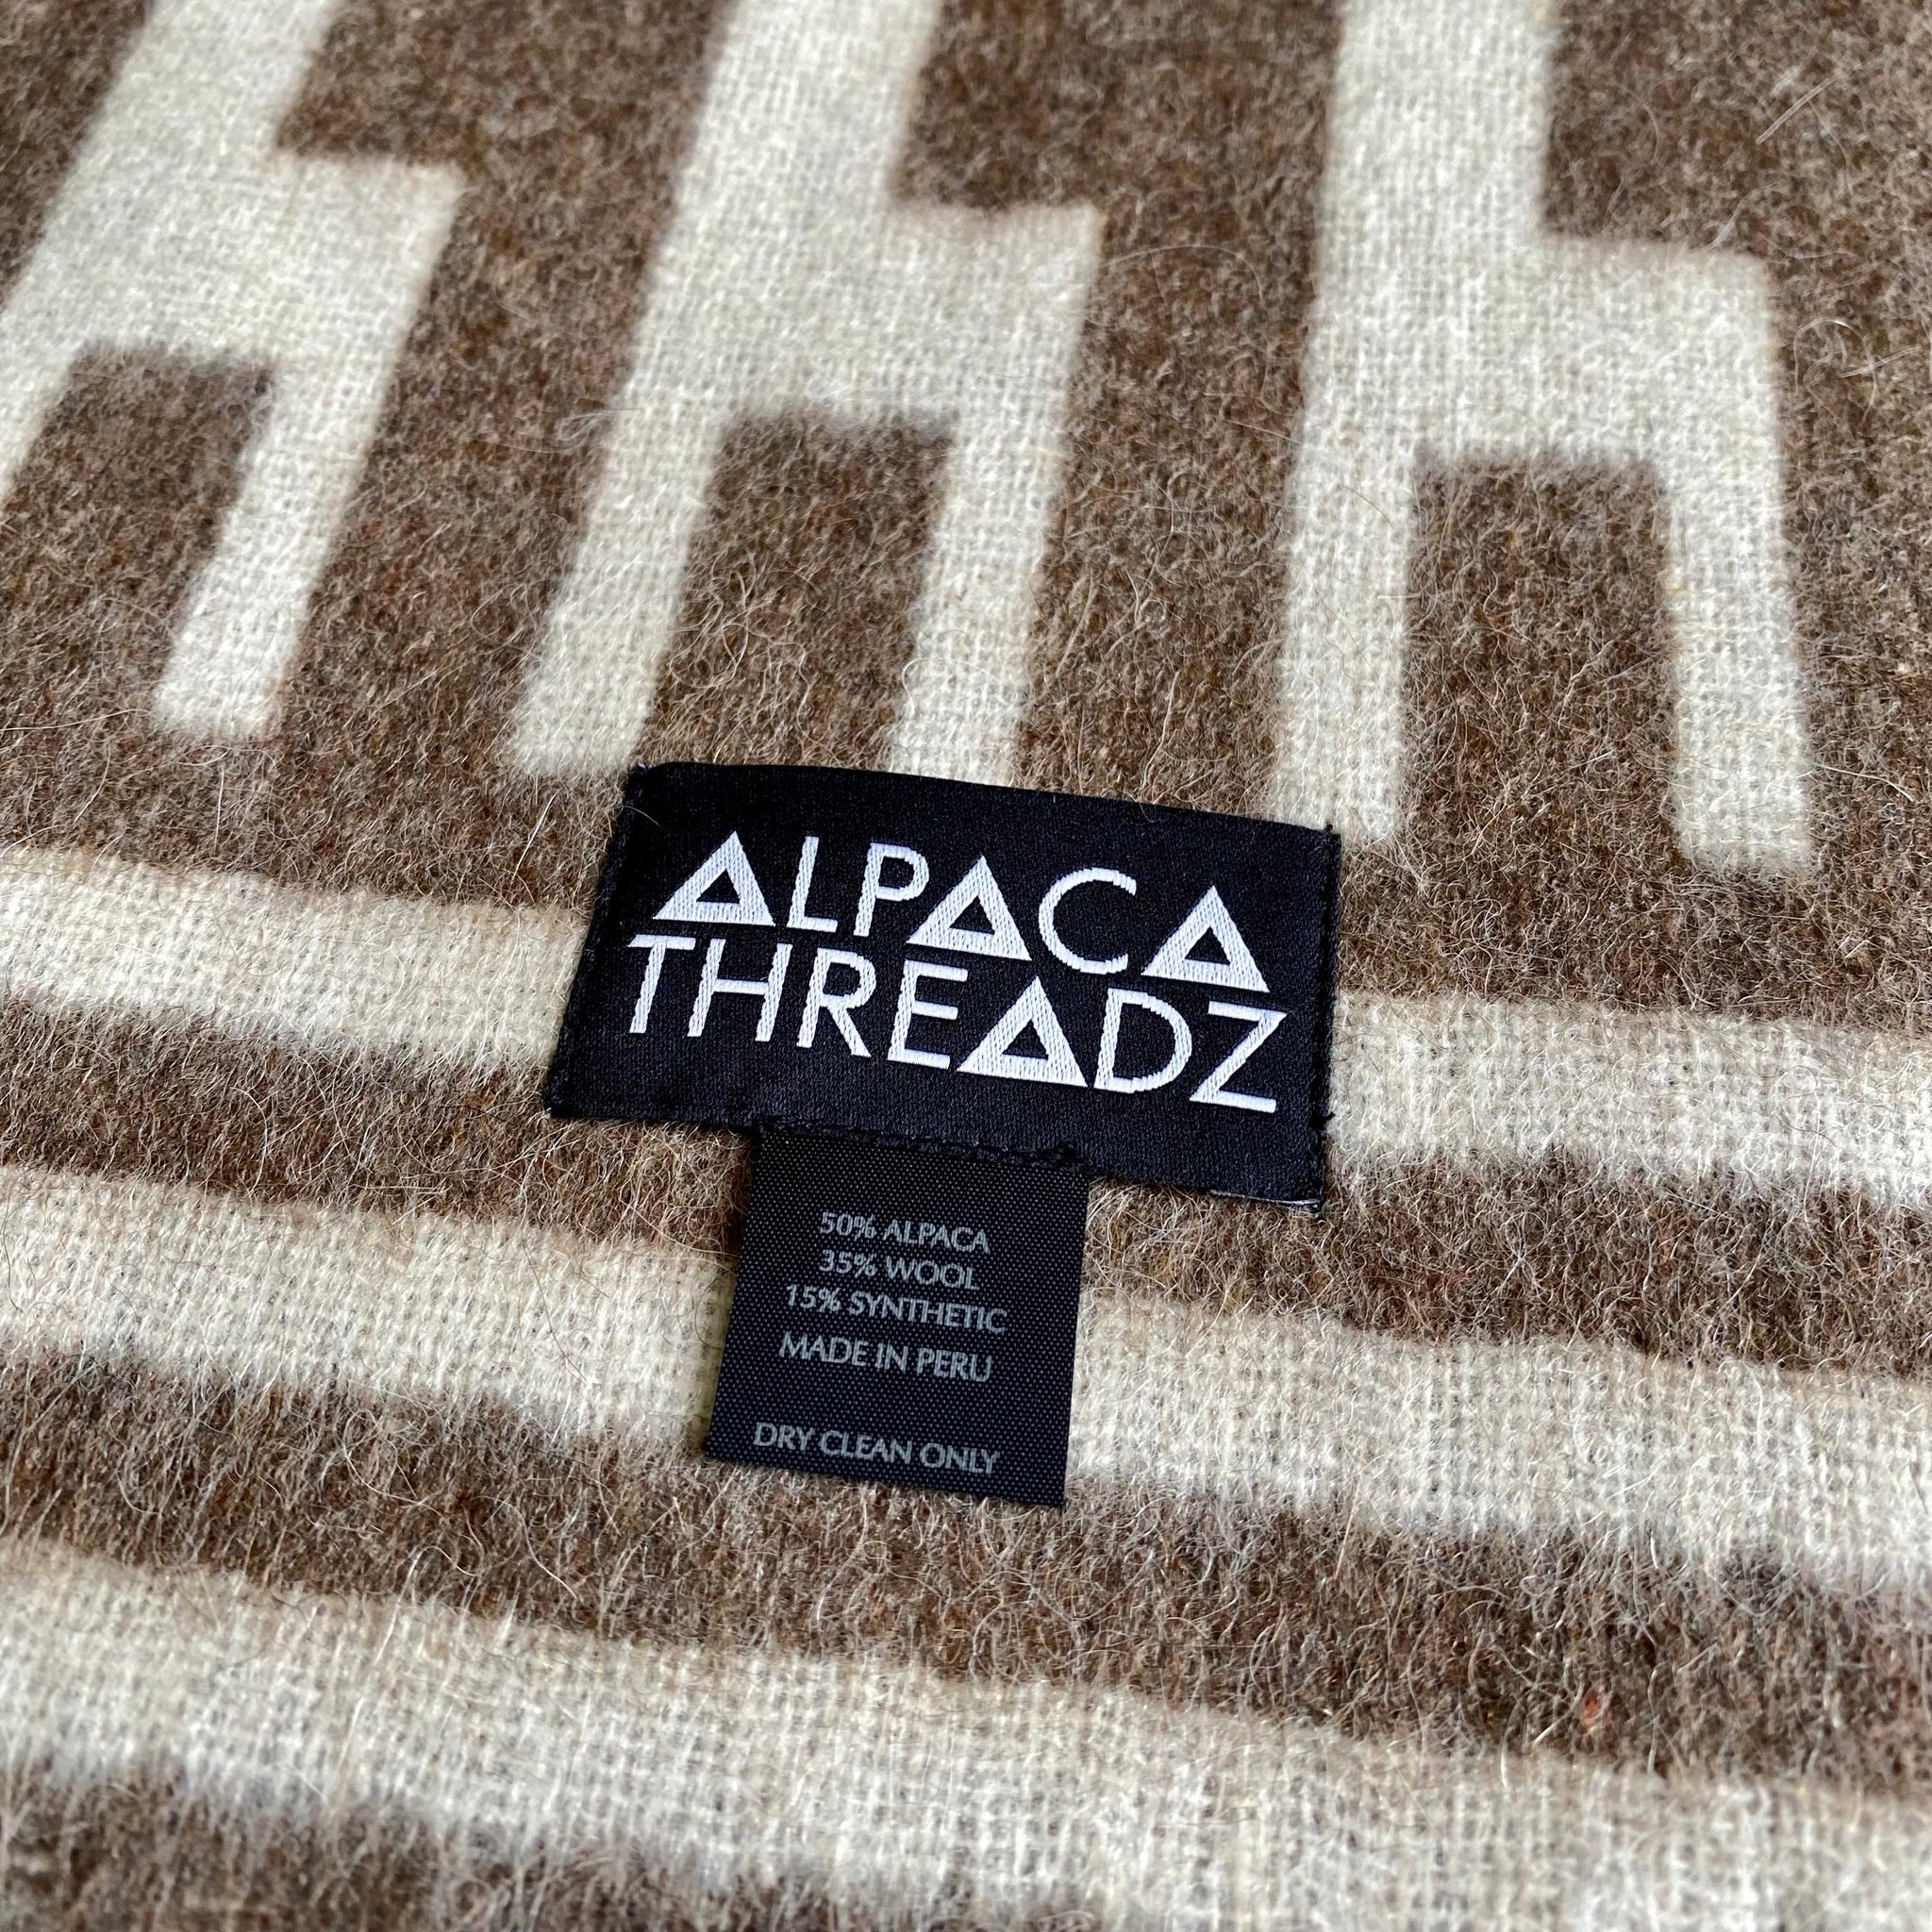 ALPACA
THREADZ
50% ALPACA
35% WOOL
15% SYNTHETIC
MADE IN PERU
DRY CLEAN ONLY